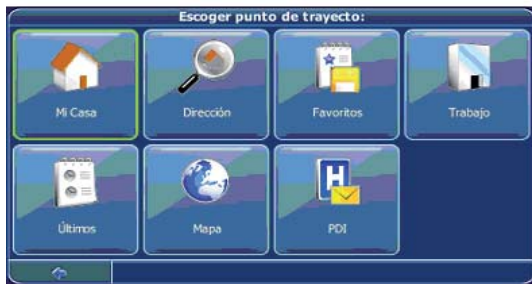 Escoger punto de trayecto:
Mi Casa
Dirección
Favoritos
Trabajo
Últimos
Mapa
H
PDI